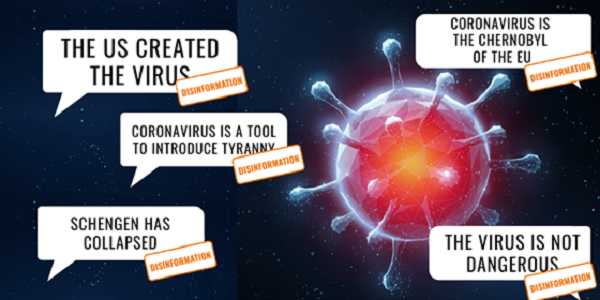 THE US CREATED
THE VIRUS
DISINFORMATION
CORONAVIRUS IS A TOOL
TO INTRODUCE TYRANNY
DISINFORMATION
SCHENGEN HAS
COLLAPSED
DISINFORMATION
CORONAVIRUS IS
THE CHERNOBYL
OF THE EU
DISINFORMATION
THE VIRUS IS NOT
DANGEROUS
DISINFORMATION